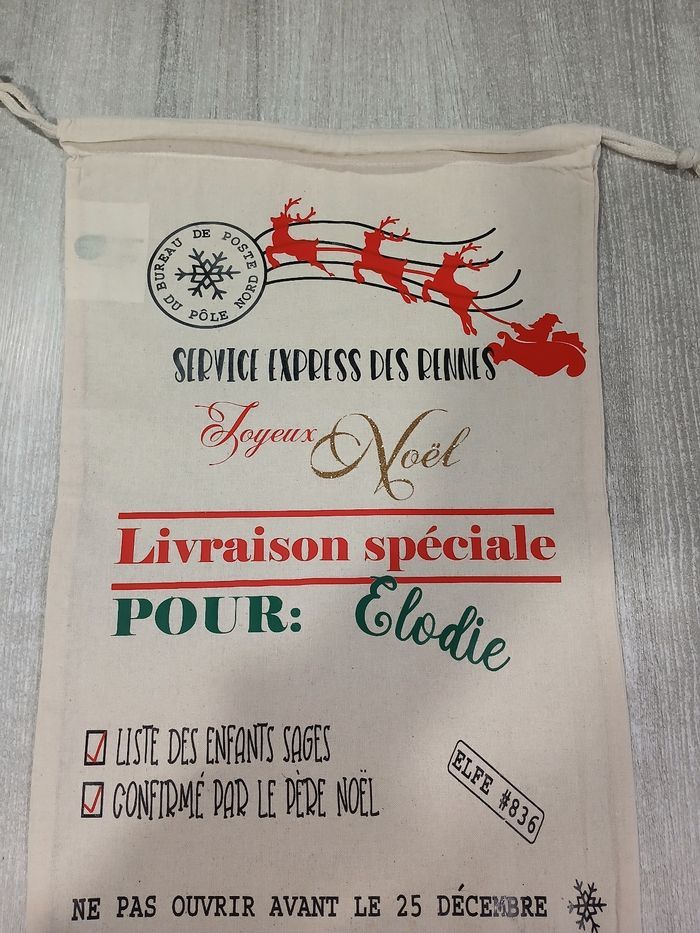 BUREAU DE POSTE
DU PÔLE NORD
SERVICE EXPRESS DES RENNES
Joyeux Noël
Livraison spéciale
POUR: Elodie
LISTE DES ENFANTS SAGES
CONFIRMÉ PAR LE PÈRE NOËL
ELFE #836
NE PAS OUVRIR AVANT LE 25 DÉCEMBRE